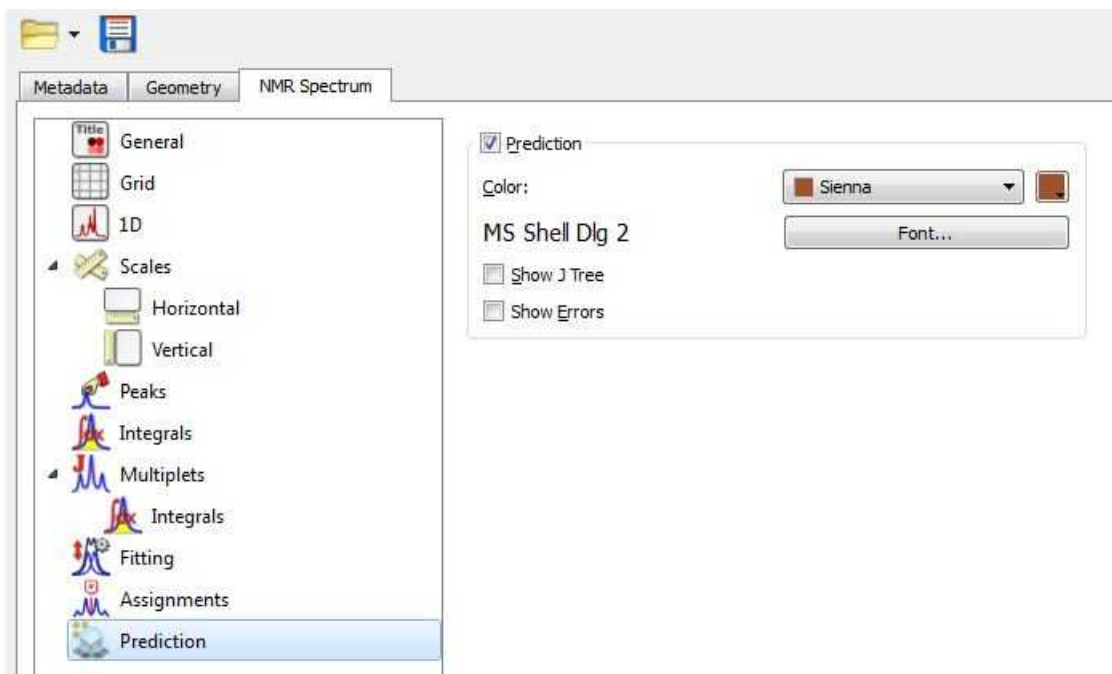 Metadata
Geometry
NMR Spectrum
Title
General
Grid
1D
Scales
Horizontal
Vertical
Peaks
Integrals
Multiplets
Integrals
Fitting
Assignments
Prediction
Prediction
Color:
Sienna
MS Shell Dlg 2
Font...
Show J Tree
Show Errors